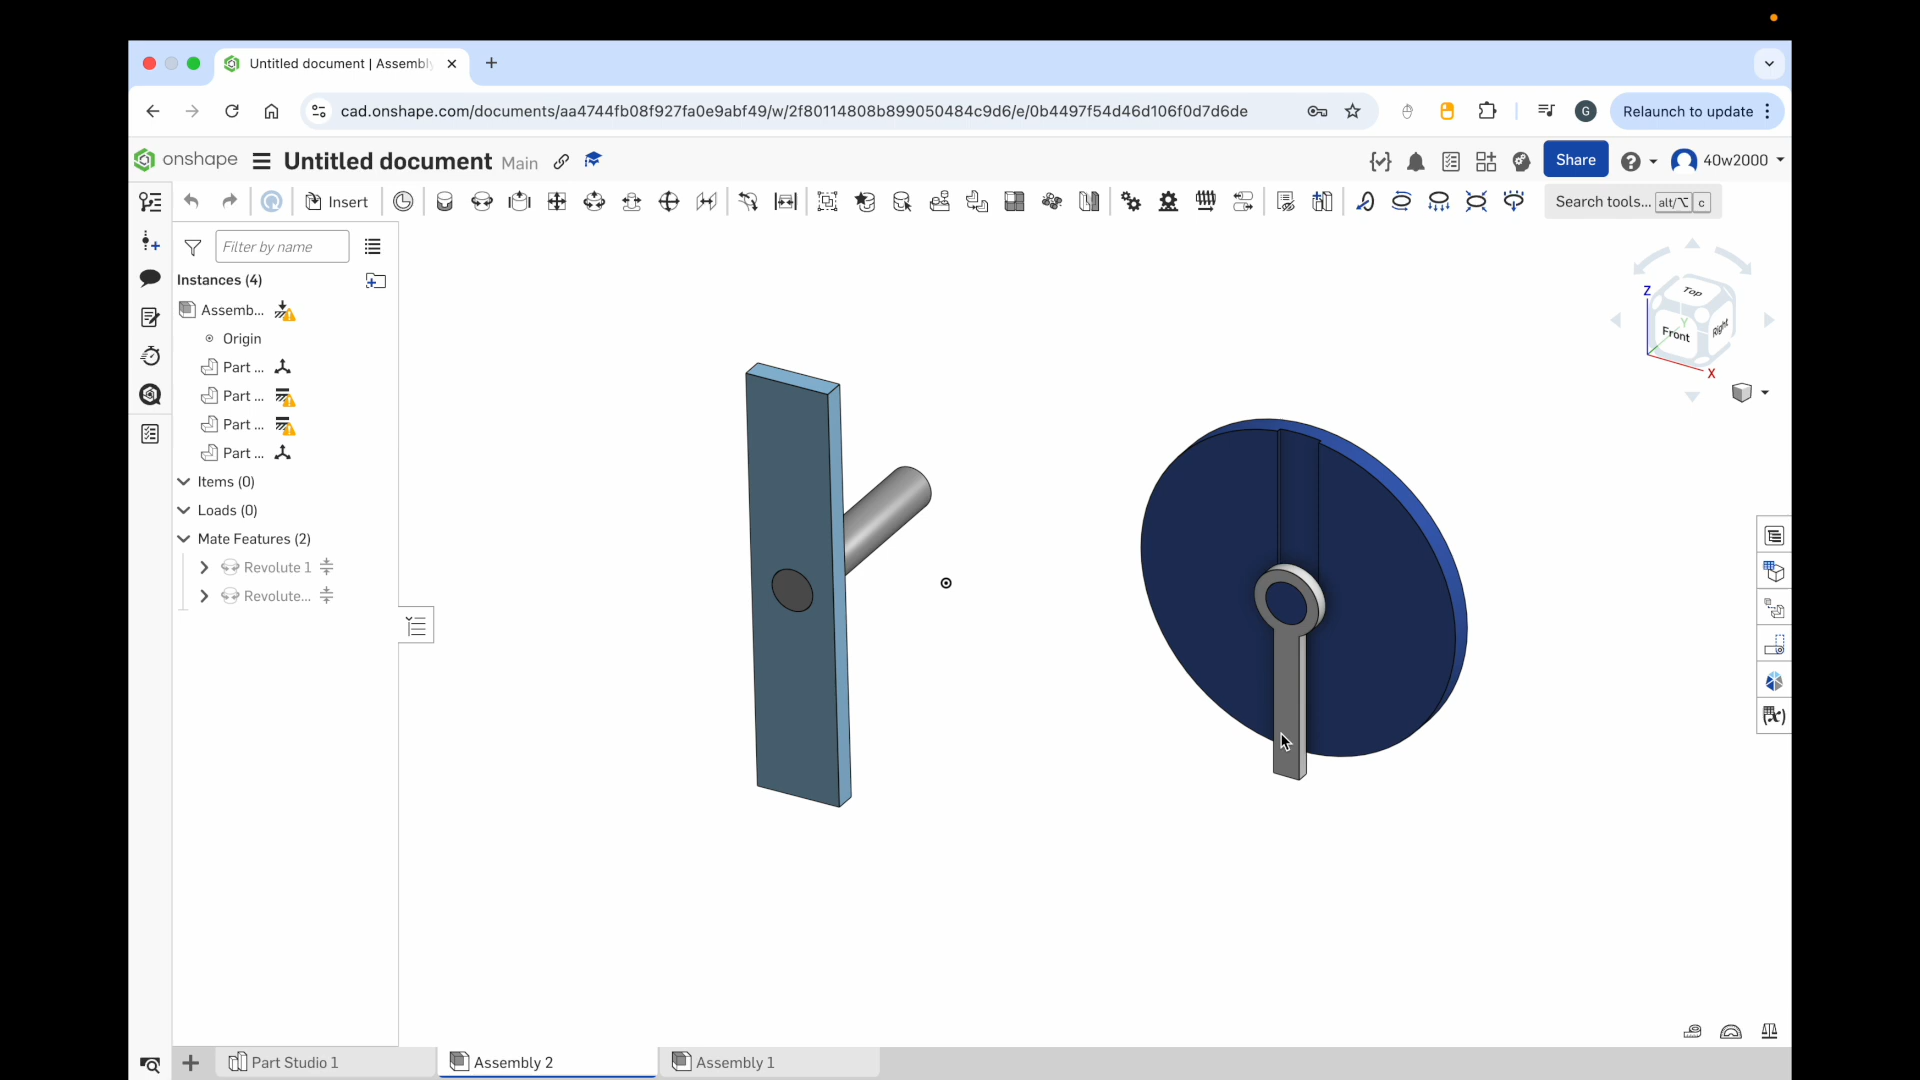 Untitled document | Assembly
cad.onshape.com/documents/aa4744fb08f927fa0e9abf49/w/2f80114808b899050484c9d6/e/0b4497f54d46d106f0d7d6de
G
Relaunch to update
onshape
Untitled document Main
Share
40w2000
Insert
Search tools... alt/⌥ c
Filter by name
Instances (4)
Assemb...
Origin
Part ...
Part ...
Part ...
Part ...
Items (0)
Loads (0)
Mate Features (2)
Revolute 1
Revolute...
Z
Top
Y
Front
Right
X
(x)
Part Studio 1
Assembly 2
Assembly 1